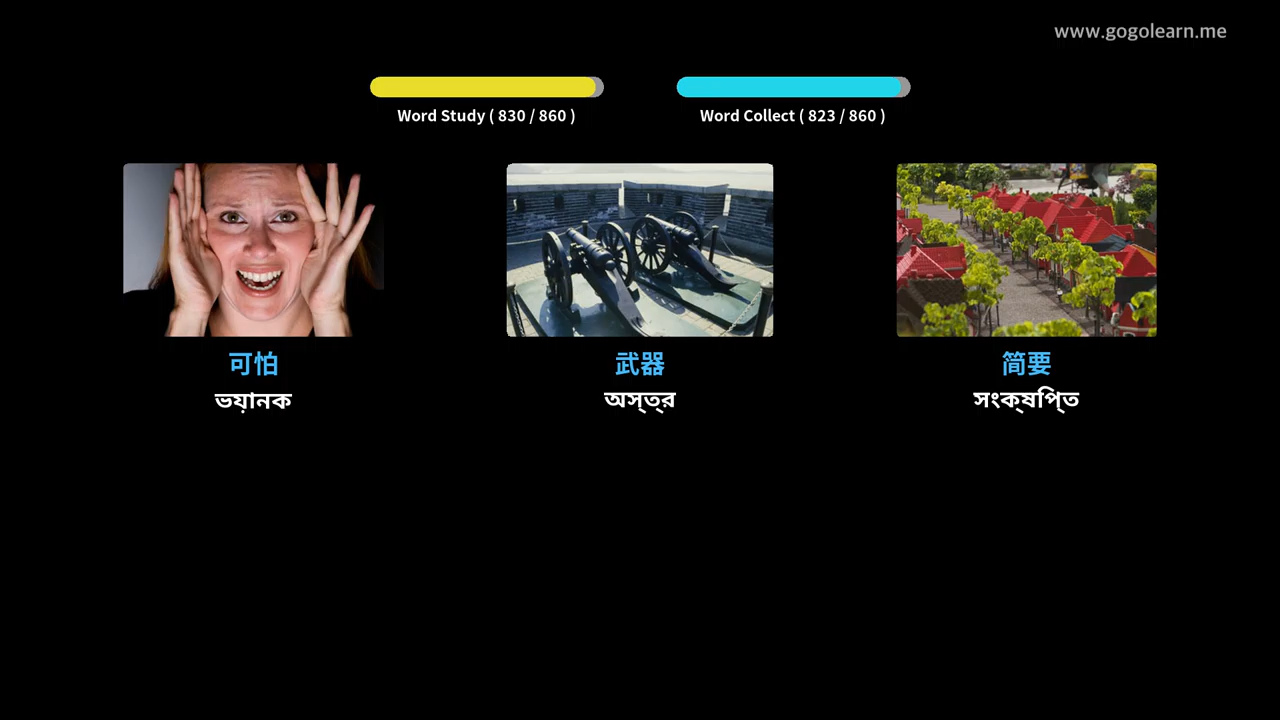 www.gogolearn.me
Word Study ( 830 / 860 )
Word Collect ( 823 / 860 )
可怕
武器
简要
ভয়ানক
অস্ত্র
সংক্ষিপ্ত